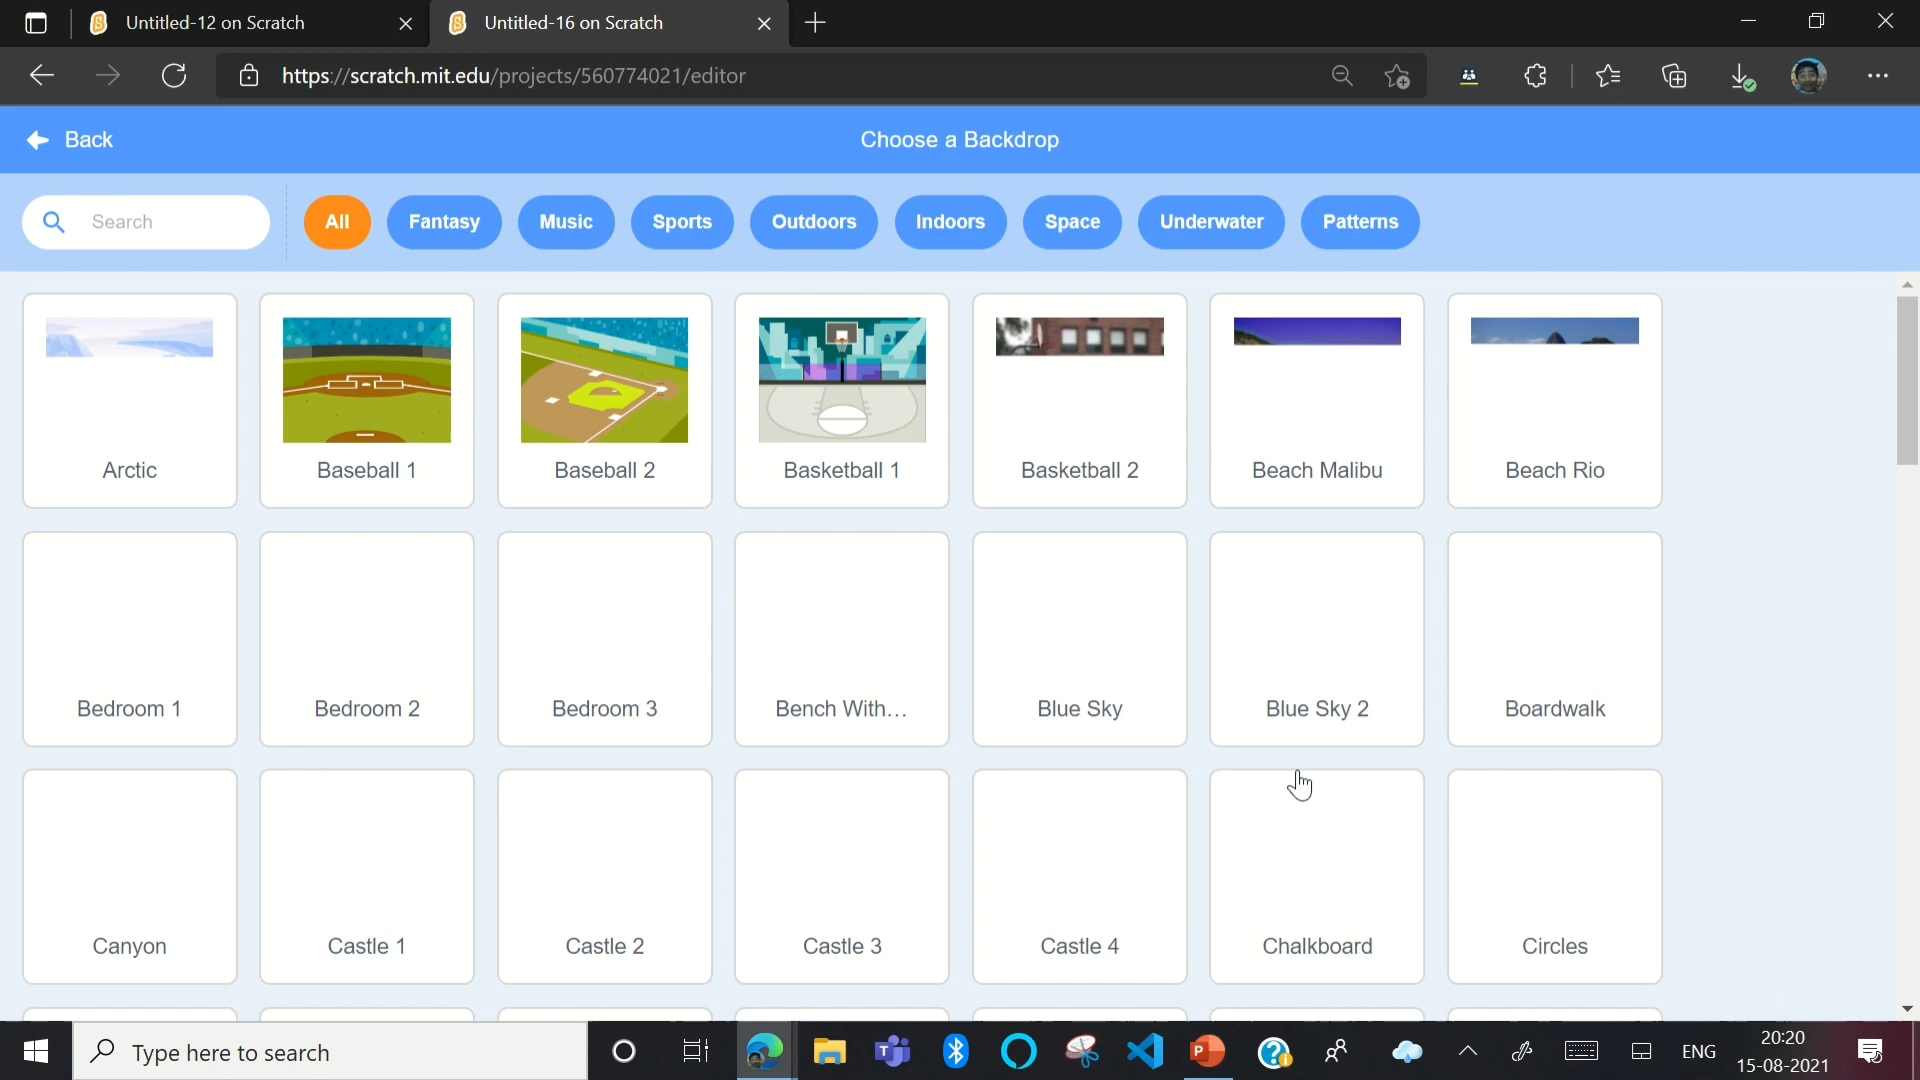 Untitled-12 on Scratch
Untitled-16 on Scratch
https://scratch.mit.edu/projects/560774021/editor
Back
Choose a Backdrop
Search
All
Fantasy
Music
Sports
Outdoors
Indoors
Space
Underwater
Patterns
Arctic
Baseball 1
Baseball 2
Basketball 1
Basketball 2
Beach Malibu
Beach Rio
Bedroom 1
Bedroom 2
Bedroom 3
Bench With...
Blue Sky
Blue Sky 2
Boardwalk
Canyon
Castle 1
Castle 2
Castle 3
Castle 4
Chalkboard
Circles
Type here to search
ENG
20:20
15-08-2021